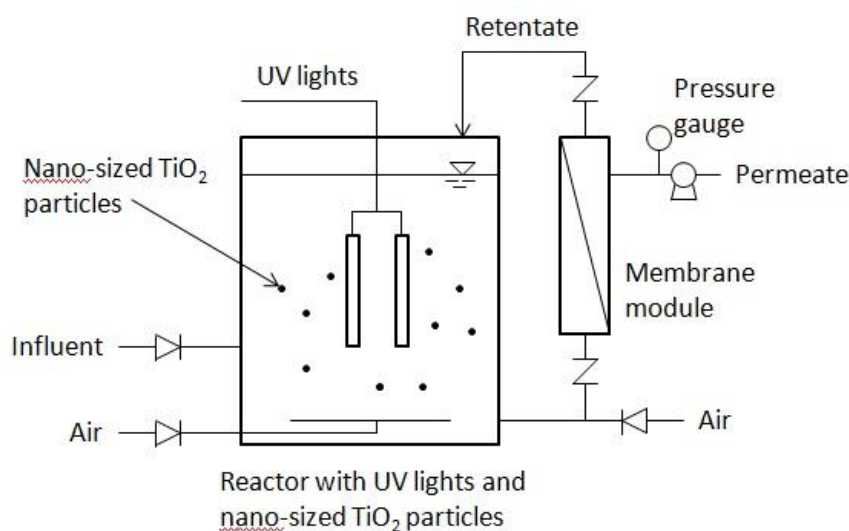 Retentate
UV lights
Pressure
gauge
Nano-sized TiO₂
particles
Permeate
Membrane
module
Influent
Air
Air
Reactor with UV lights and
nano-sized TiO₂ particles